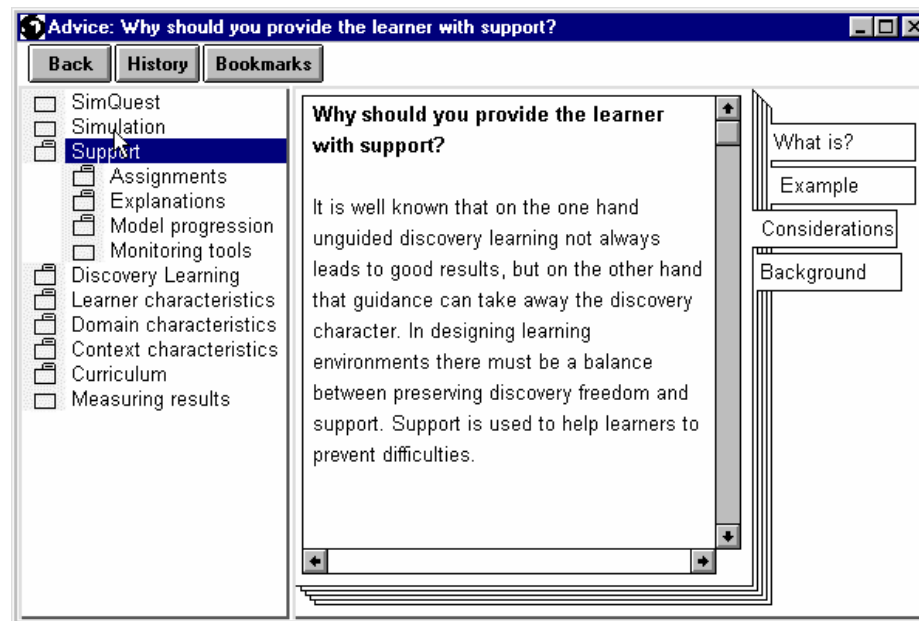 Advice: Why should you provide the learner with support?
Back History Bookmarks
SimQuest
Simulation
Support
Assignments
Explanations
Model progression
Monitoring tools
Discovery Learning
Learner characteristics
Domain characteristics
Context characteristics
Curriculum
Measuring results
Why should you provide the learner
with support?
It is well known that on the one hand
unguided discovery learning not always
leads to good results, but on the other hand
that guidance can take away the discovery
character. In designing learning
environments there must be a balance
between preserving discovery freedom and
support. Support is used to help learners to
prevent difficulties.
What is?
Example
Considerations
Background